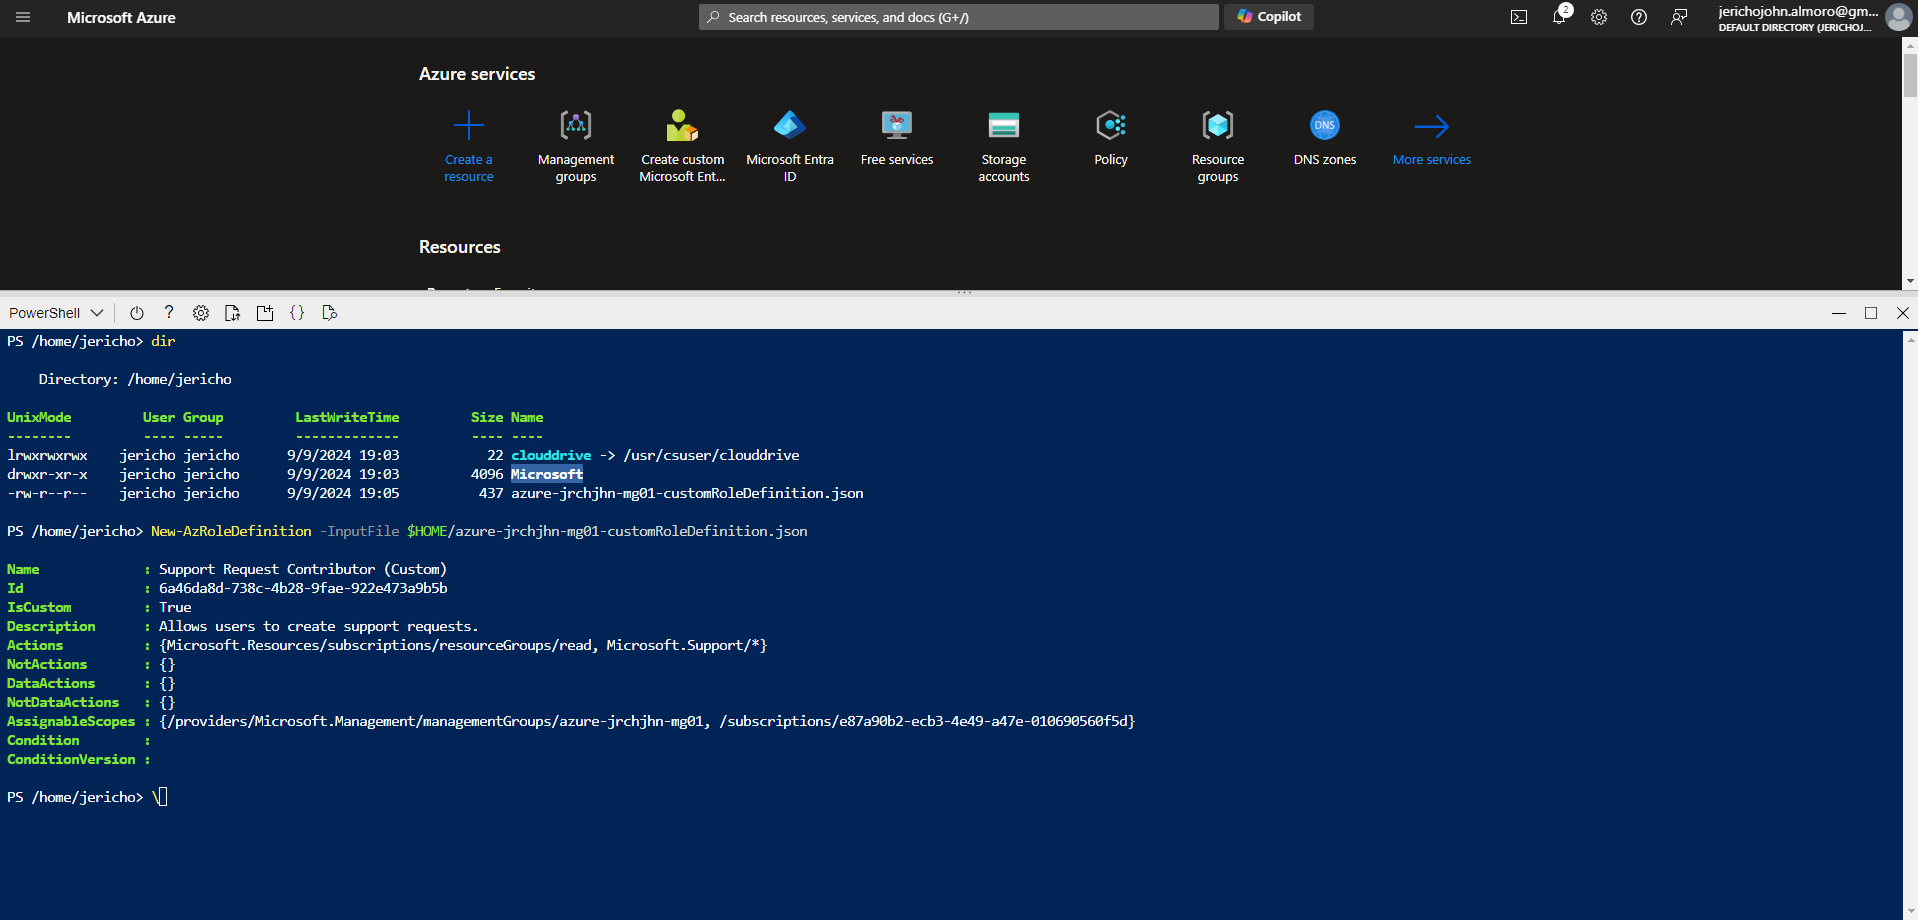 Microsoft Azure
Search resources, services, and docs (G+/)
Copilot
2
jerichojohn.almoro@gm...
DEFAULT DIRECTORY (JERICHOJ...
Azure services
Create a resource
Management groups
Create custom Microsoft Ent...
Microsoft Entra ID
Free services
Storage accounts
Policy
Resource groups
DNS
DNS zones
More services
Resources
PowerShell
PS /home/jericho> dir
Directory: /home/jericho
UnixMode User Group LastWriteTime Size Name
-------- ---- ----- ------------- ---- ----
lrwxrwxrwx jericho jericho 9/9/2024 19:03 22 clouddrive -> /usr/csuser/clouddrive
drwxr-xr-x jericho jericho 9/9/2024 19:03 4096 Microsoft
-rw-r--r-- jericho jericho 9/9/2024 19:05 437 azure-jrchjhn-mg01-customRoleDefinition.json
PS /home/jericho> New-AzRoleDefinition -InputFile $HOME/azure-jrchjhn-mg01-customRoleDefinition.json
Name : Support Request Contributor (Custom)
Id : 6a46da8d-738c-4b28-9fae-922e473a9b5b
IsCustom : True
Description : Allows users to create support requests.
Actions : {Microsoft.Resources/subscriptions/resourceGroups/read, Microsoft.Support/*}
NotActions : {}
DataActions : {}
NotDataActions : {}
AssignableScopes : {/providers/Microsoft.Management/managementGroups/azure-jrchjhn-mg01, /subscriptions/e87a90b2-ecb3-4e49-a47e-010690560f5d}
Condition :
ConditionVersion :
PS /home/jericho> \